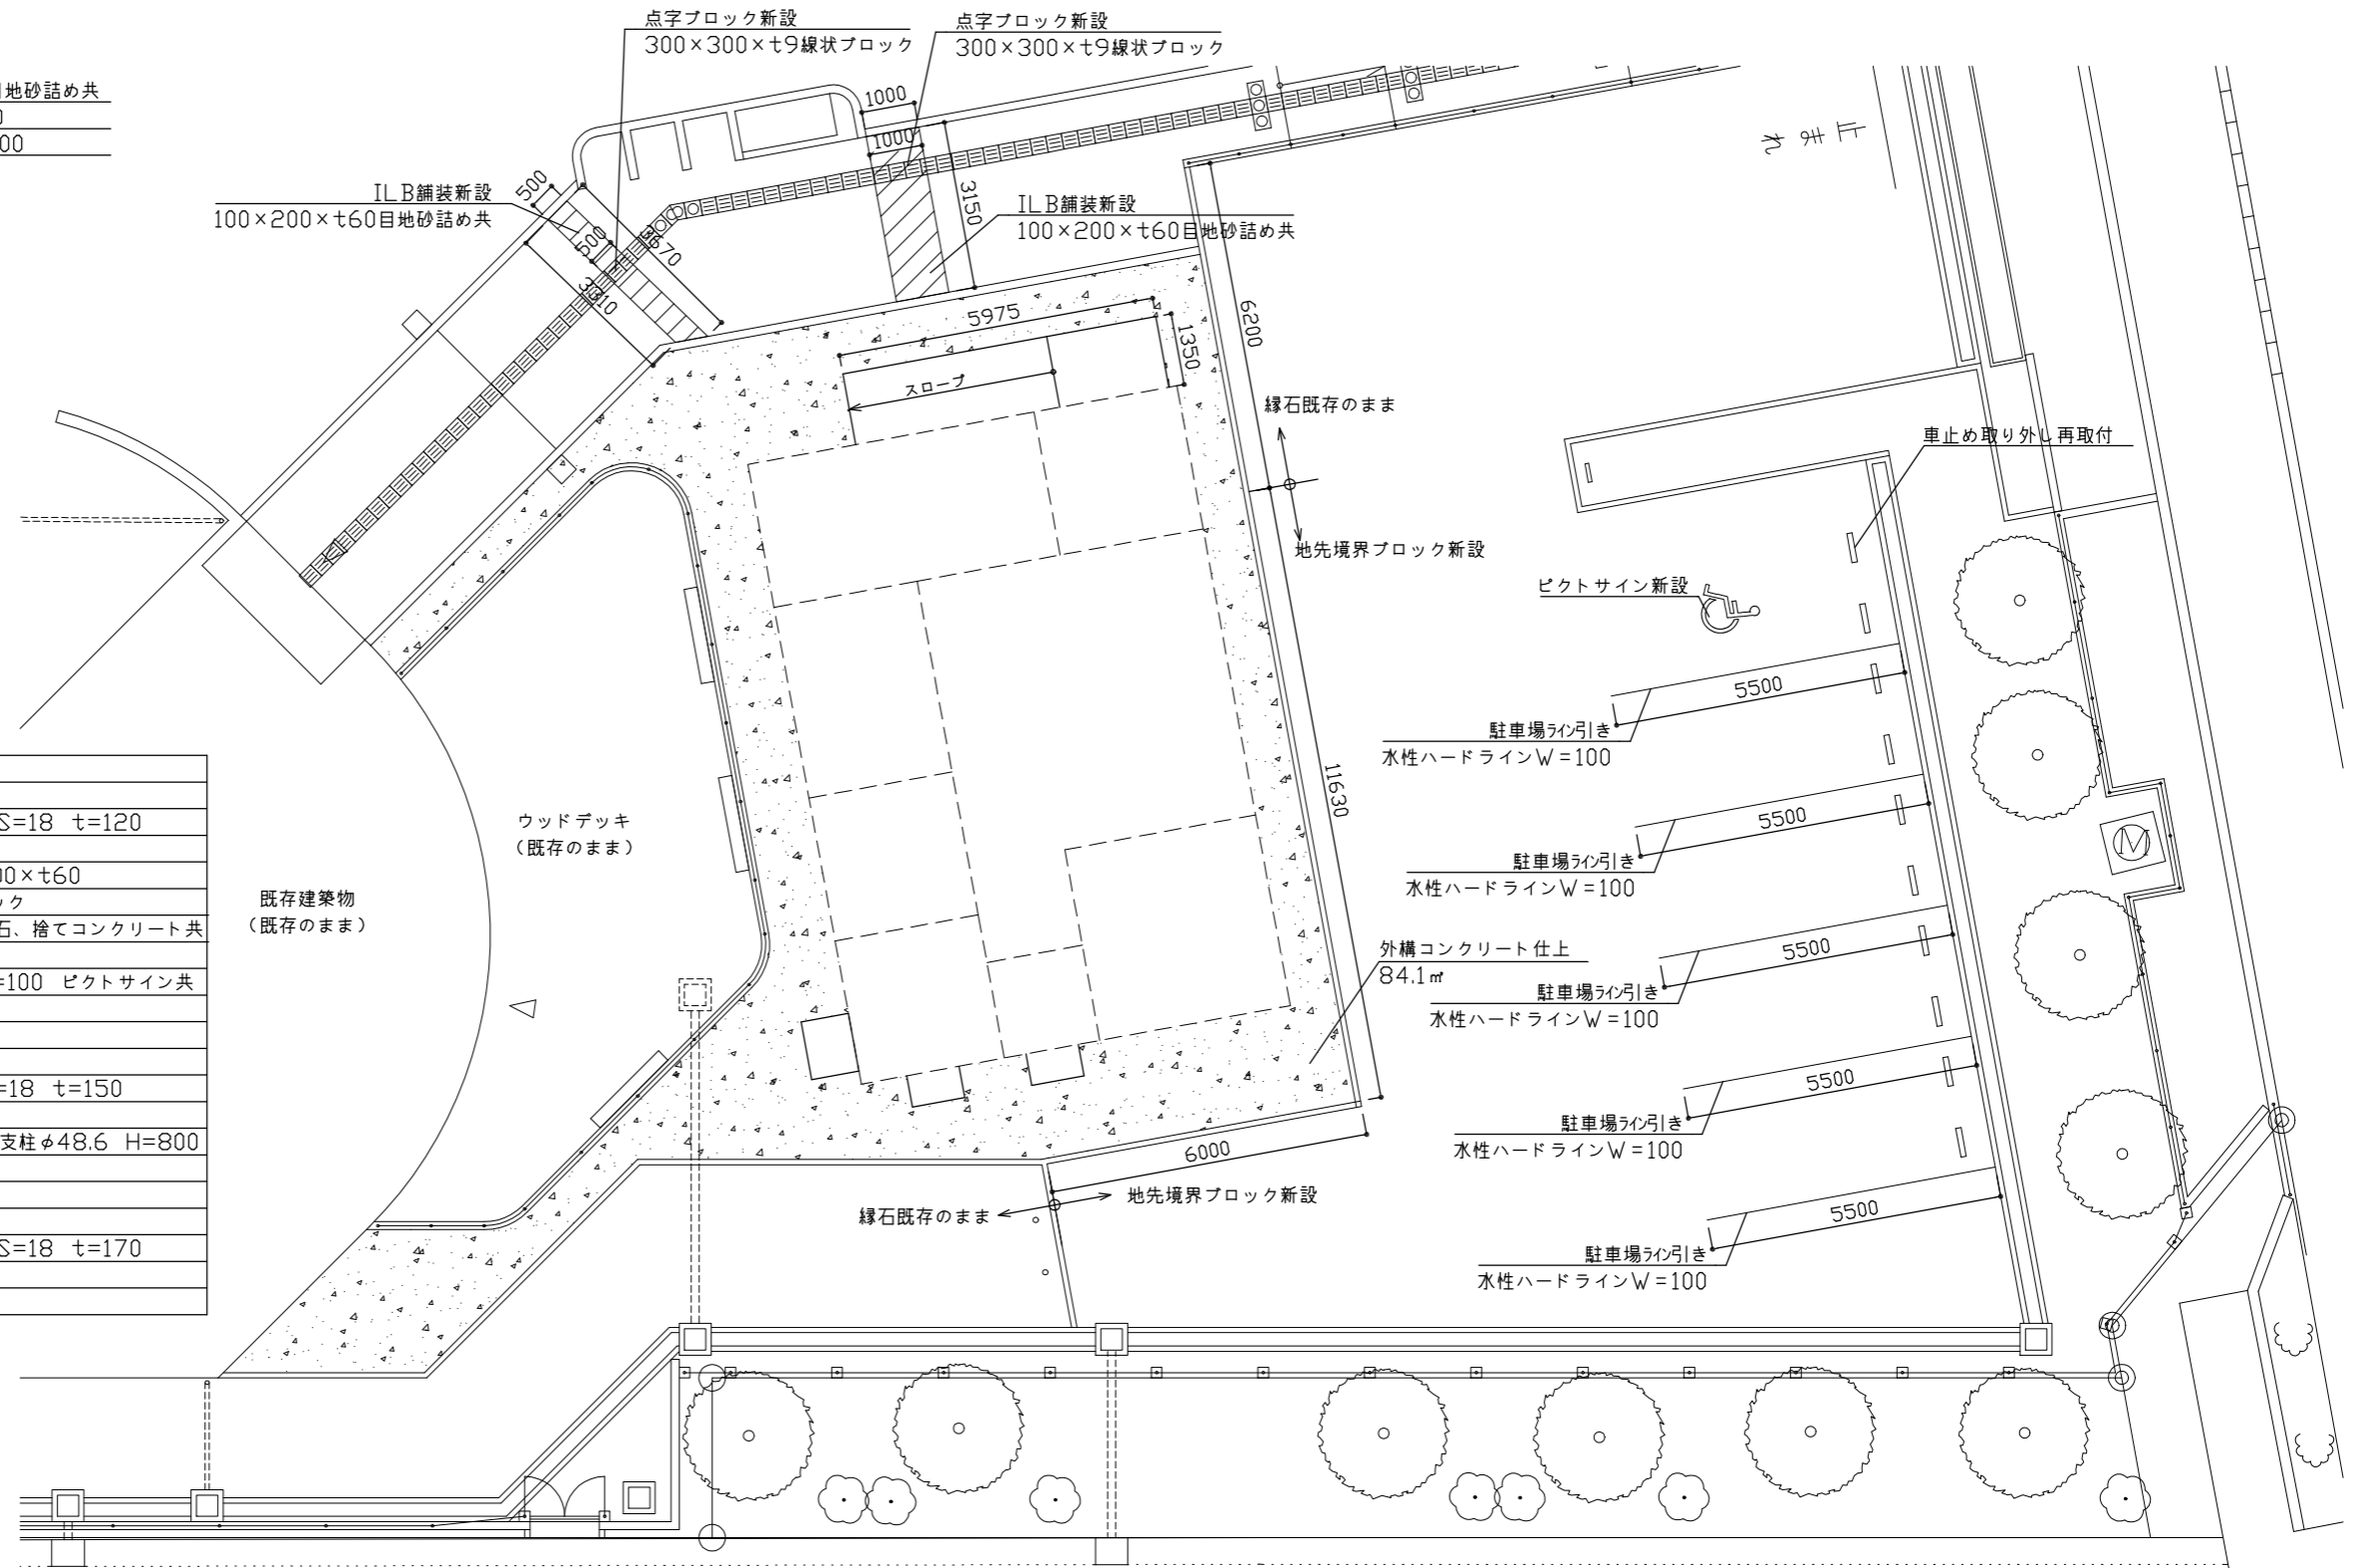 点字ブロック新設
300×300×t9線状ブロック
点字ブロック新設
300×300×t9線状ブロック
目地砂詰め共
00
1000
1000
3150
500
ILB舗装新設
100×200×t60目地砂詰め共
500
3670
3310
ILB舗装新設
100×200×t60目地砂詰め共
止まれ
5975
1350
スロープ
6200
縁石既存のまま
地先境界ブロック新設
車止め取り外し再取付
ピクトサイン新設
5500
駐車場ライン引き
水性ハードラインW=100
5500
駐車場ライン引き
水性ハードラインW=100
5500
駐車場ライン引き
水性ハードラインW=100
5500
駐車場ライン引き
水性ハードラインW=100
5500
駐車場ライン引き
水性ハードラインW=100
11630
M
ウッドデッキ
（既存のまま）
既存建築物
（既存のまま）
外構コンクリート仕上
84.1㎡
6000
地先境界ブロック新設
縁石既存のまま
S=18 t=120
00×t60
ック
石、捨てコンクリート共
=100 ピクトサイン共
=18 t=150
支柱φ48.6 H=800
S=18 t=170